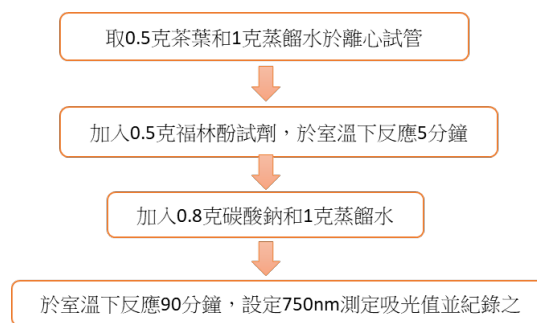 取0.5克茶葉和1克蒸餾水於離心試管
加入0.5克福林酚試劑，於室溫下反應5分鐘
加入0.8克碳酸鈉和1克蒸餾水
於室溫下反應90分鐘，設定750nm測定吸光值並紀錄之